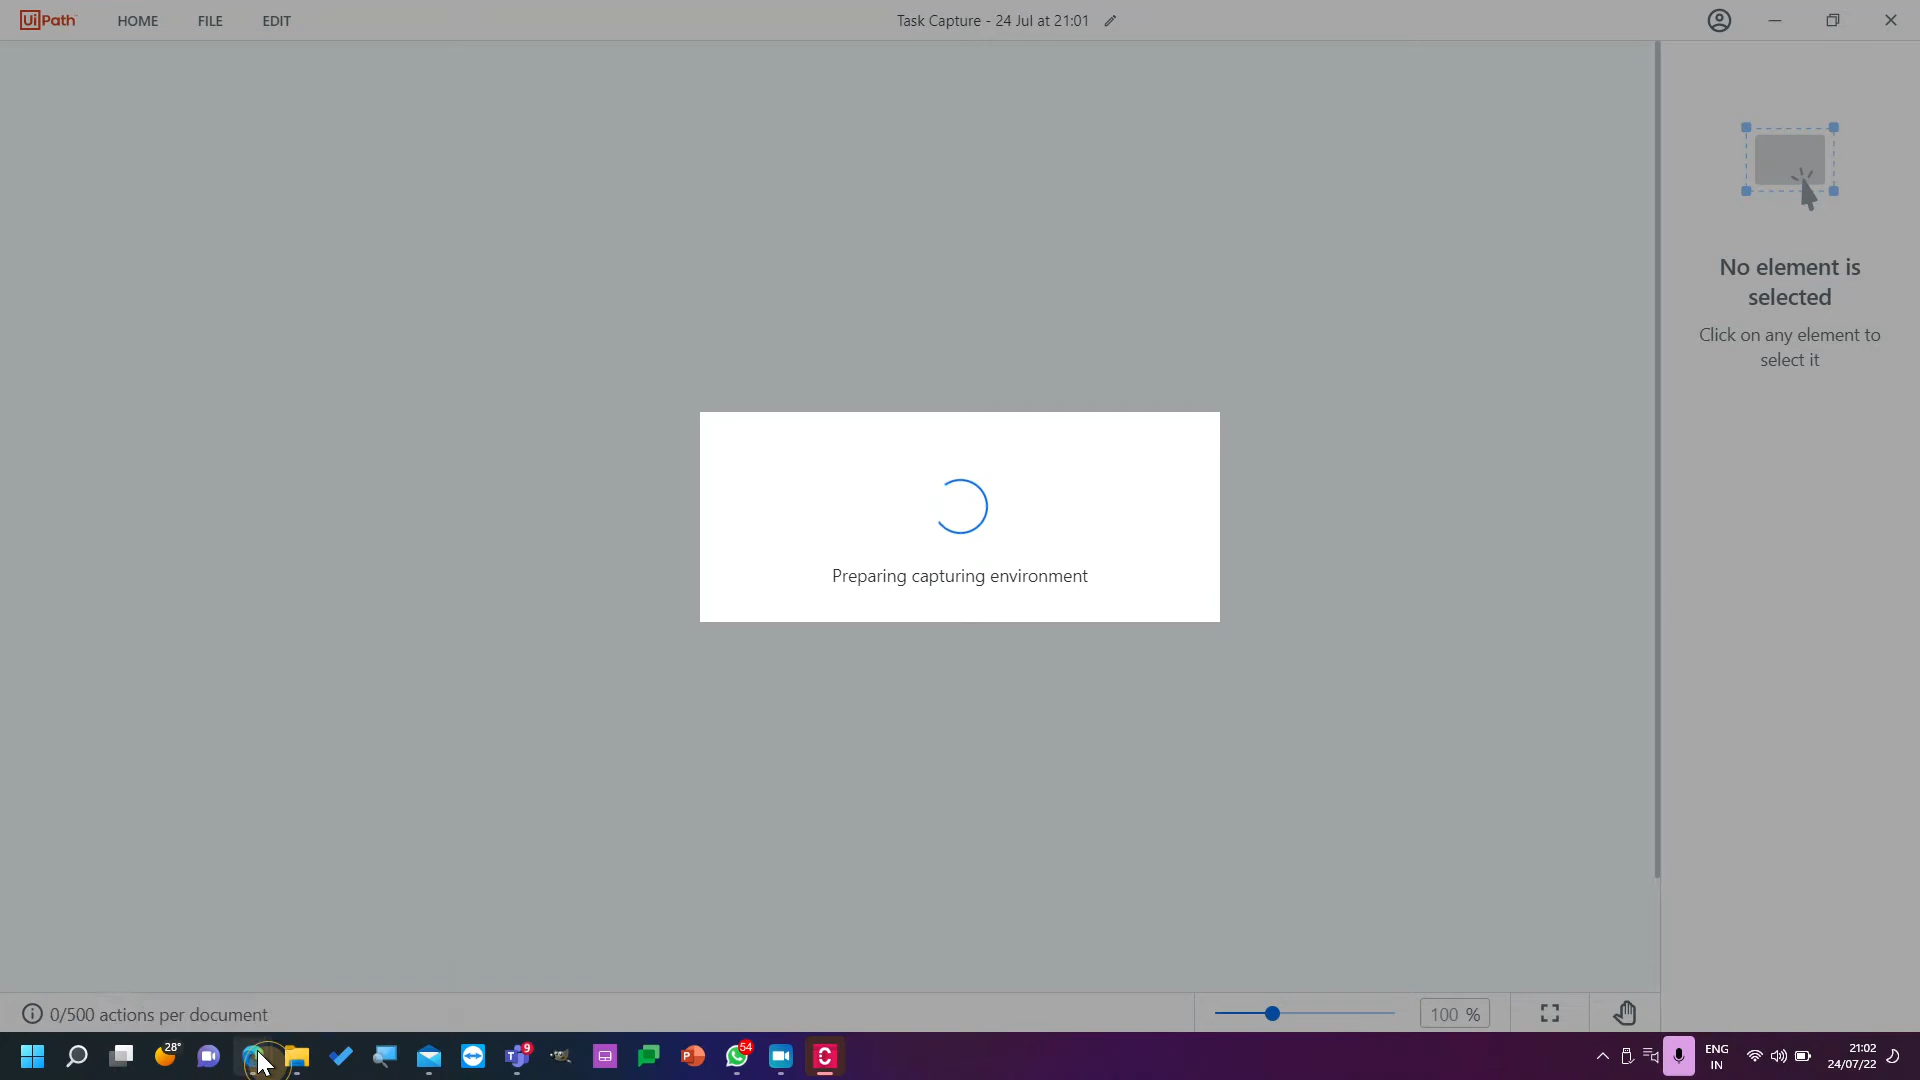 UiPath HOME FILE EDIT Task Capture - 24 Jul at 21:01
No element is
selected
Click on any element to
select it
Preparing capturing environment
0/500 actions per document 100 %
28° 9 54 ENG 21:02
IN 24/07/22